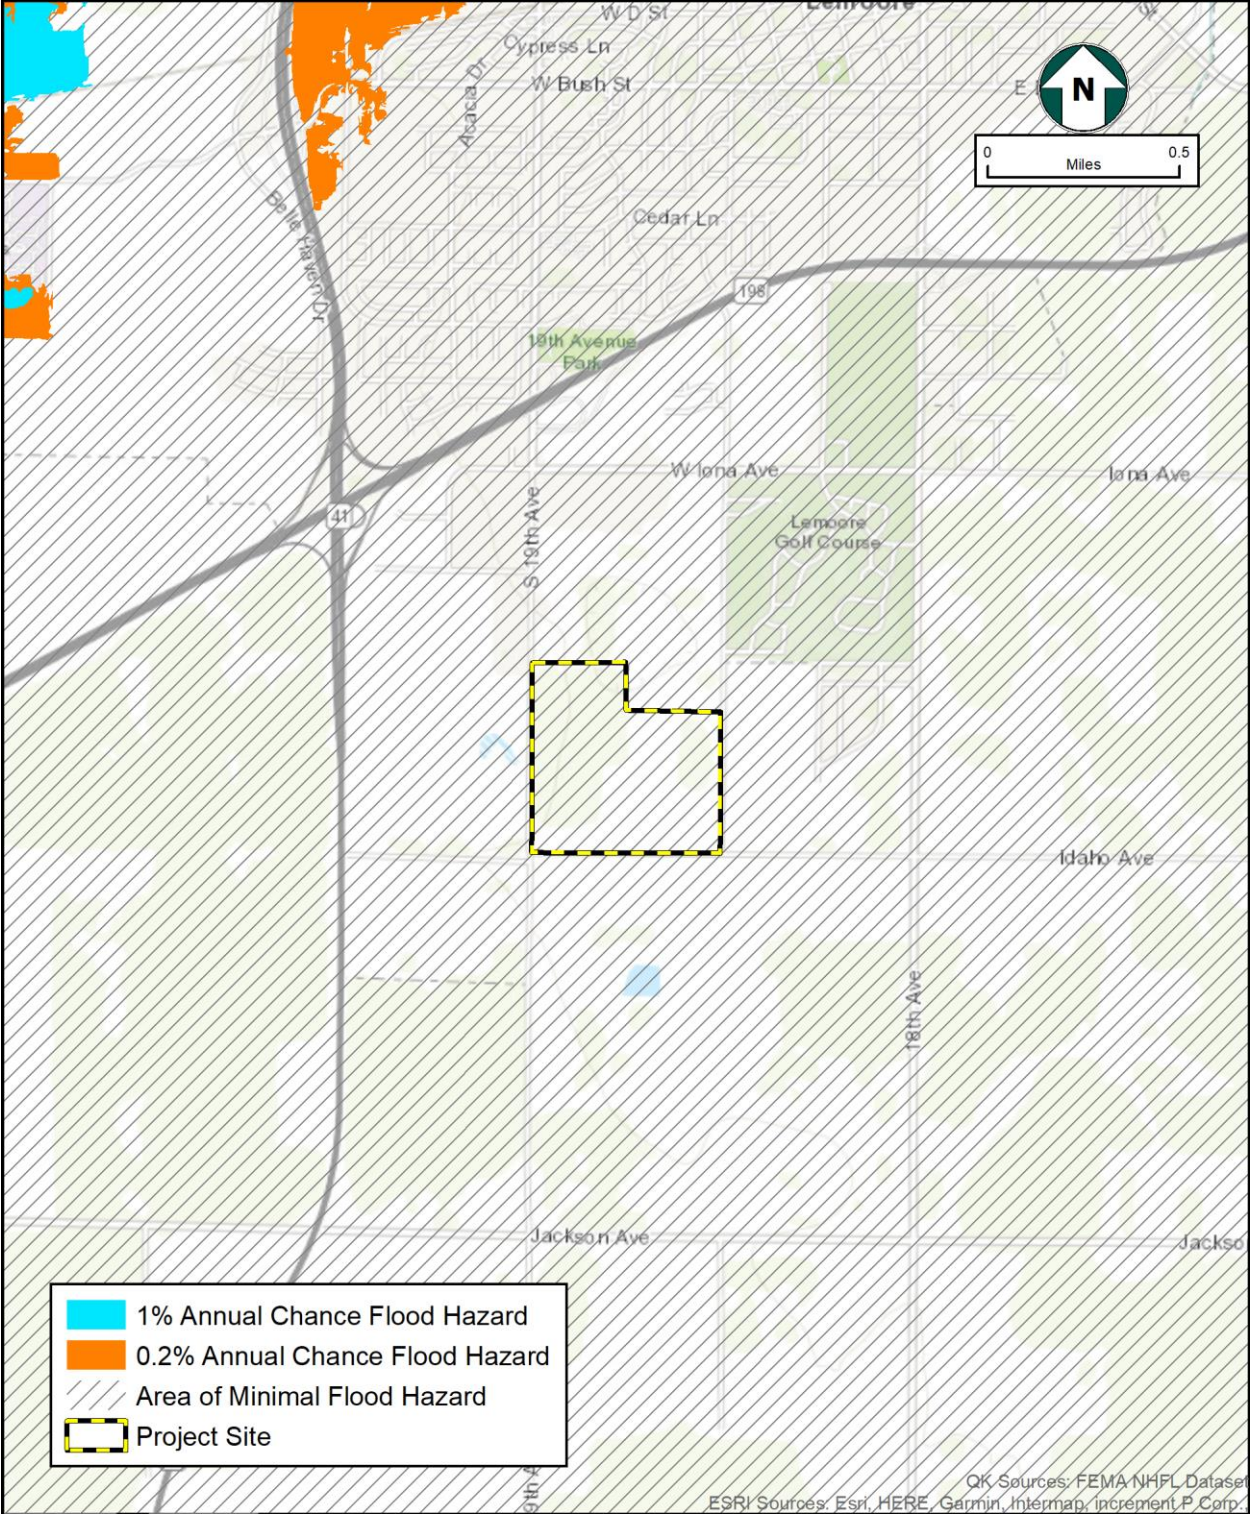 W D St
Lemoore
St
Cypress Ln
Acacia Dr
W Bush St
E
N
0
0.5
Miles
Belle Haven Dr
Cedar Ln
198
19th Avenue
Park
W Iona Ave
Iona Ave
41
S 19th Ave
Lemoore
Golf Course
Idaho Ave
18th Ave
Jackson Ave
Jackso
1% Annual Chance Flood Hazard
0.2% Annual Chance Flood Hazard
Area of Minimal Flood Hazard
Project Site
9th A
QK Sources: FEMA NHFL Dataset
ESRI Sources: Esri, HERE, Garmin, Intermap, increment P Corp.,